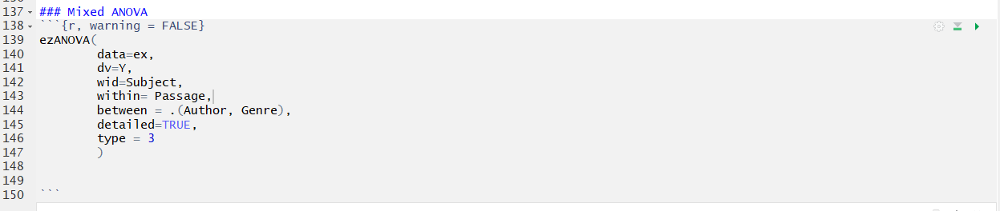 137 ### Mixed ANOVA
138 ```{r, warning = FALSE}
139 ezANOVA(
140 data=ex,
141 dv=Y,
142 wid=Subject,
143 within= Passage,
144 between = .(Author, Genre),
145 detailed=TRUE,
146 type = 3
147 )
148
149
150 ```